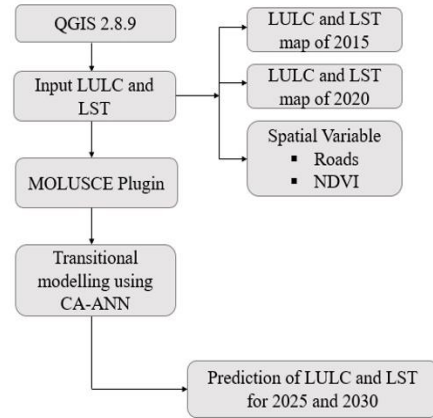 QGIS 2.8.9
Input LULC and
LST
MOLUSCE Plugin
Transitional
modelling using
CA-ANN
LULC and LST
map of 2015
LULC and LST
map of 2020
Spatial Variable
▪ Roads
▪ NDVI
Prediction of LULC and LST
for 2025 and 2030